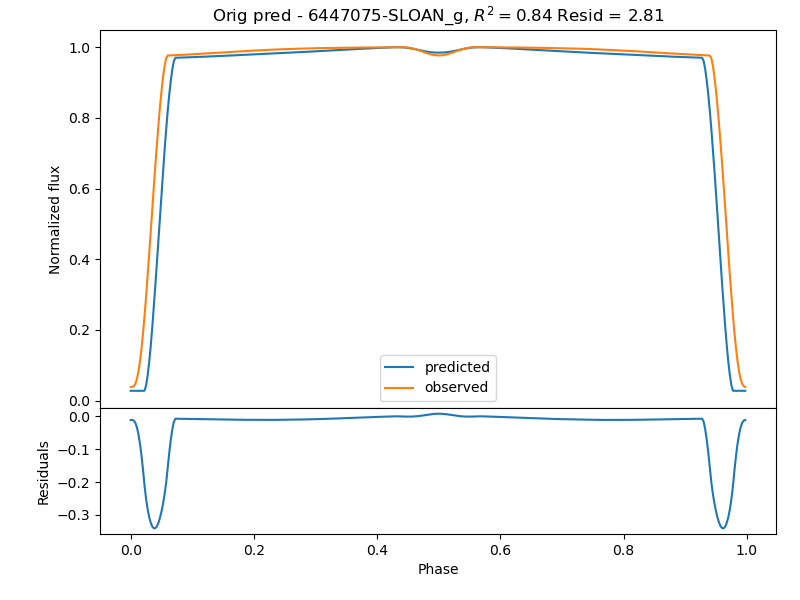 Orig pred - 6447075-SLOAN_g, R² = 0.84 Resid = 2.81
1.0
0.8
0.6
0.4
0.2
0.0
Normalized flux
predicted
observed
0.0
−0.1
−0.2
−0.3
Residuals
0.0 0.2 0.4 0.6 0.8 1.0
Phase